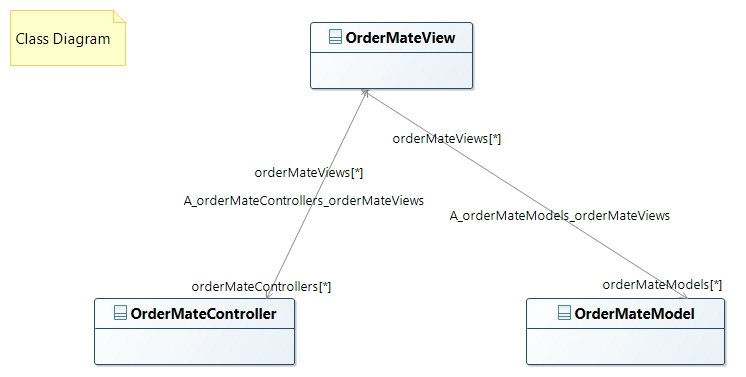 Class Diagram
OrderMateView
orderMateViews[*]
orderMateViews[*]
A_orderMateControllers_orderMateViews
A_orderMateModels_orderMateViews
orderMateControllers[*]
orderMateModels[*]
OrderMateController
OrderMateModel